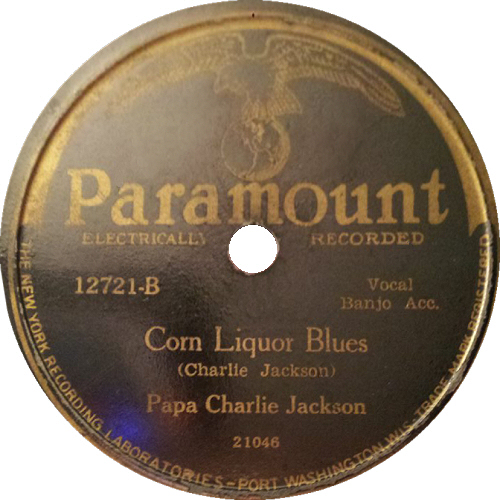 Paramount
ELECTRICALLY RECORDED
12721-B
Vocal
Banjo Acc.
Corn Liquor Blues
(Charlie Jackson)
Papa Charlie Jackson
21046
THE NEW YORK RECORDING LABORATORIES-PORT WASHINGTON, WIS. TRADE MARK REGISTERED